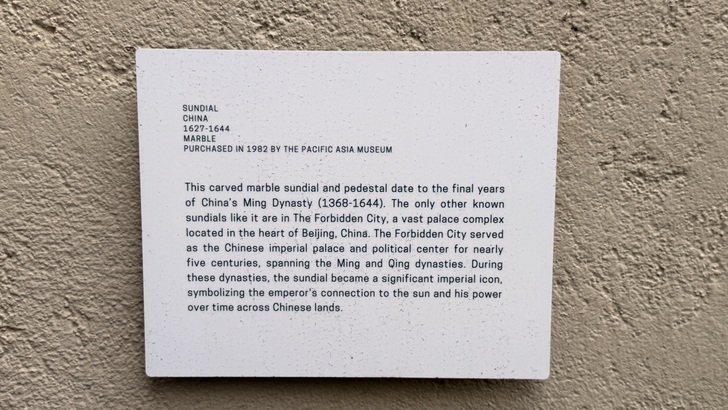 SUNDIAL
CHINA
1627-1644
MARBLE
PURCHASED IN 1982 BY THE PACIFIC ASIA MUSEUM
This carved marble sundial and pedestal date to the final years
of China's Ming Dynasty (1368-1644). The only other known
sundials like it are in The Forbidden City, a vast palace complex
located in the heart of Beijing, China. The Forbidden City served
as the Chinese imperial palace and political center for nearly
five centuries, spanning the Ming and Qing dynasties. During
these dynasties, the sundial became a significant imperial icon,
symbolizing the emperor's connection to the sun and his power
over time across Chinese lands.